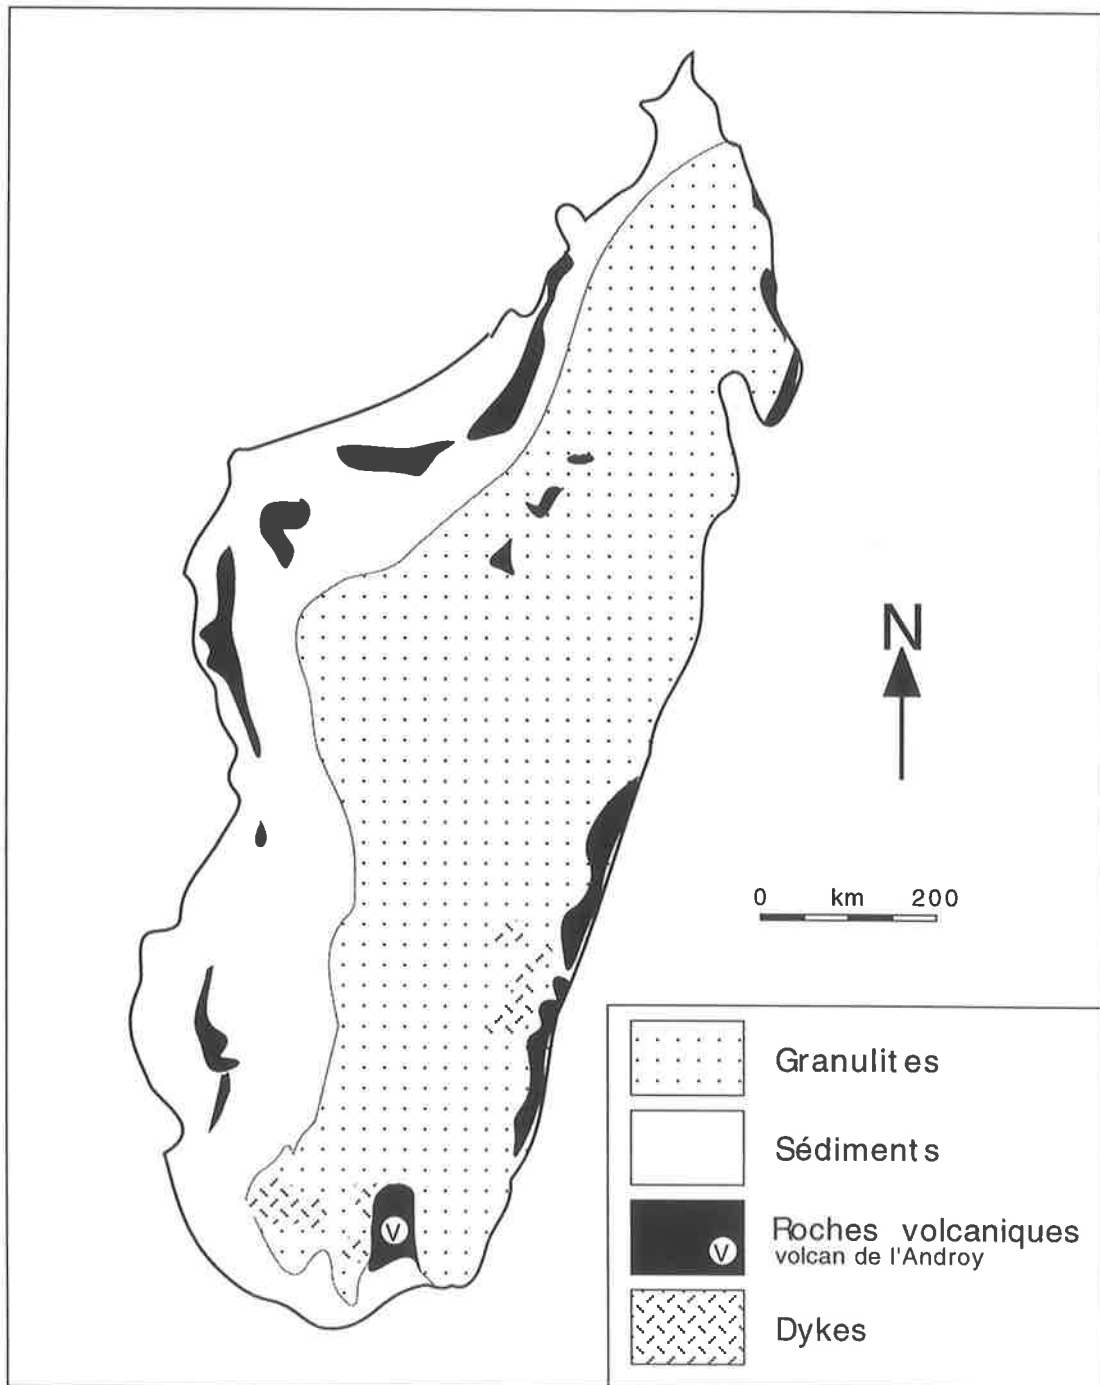 N
0 km 200
Granulites
Sédiments
Roches volcaniques
V volcan de l'Androy
Dykes
V